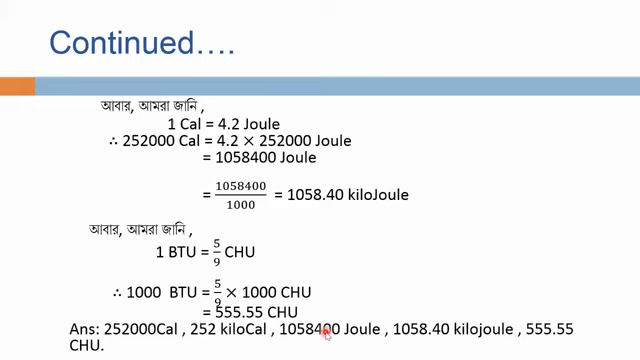 Continued….
আবার, আমরা জানি ,
1 Cal = 4.2 Joule
∴ 252000 Cal = 4.2 × 252000 Joule
= 1058400 Joule
= 1058400/1000 = 1058.40 kiloJoule
আবার, আমরা জানি ,
1 BTU = 5/9 CHU
∴ 1000 BTU = 5/9 × 1000 CHU
= 555.55 CHU
Ans: 252000Cal , 252 kiloCal , 1058400 Joule , 1058.40 kilojoule , 555.55
CHU.